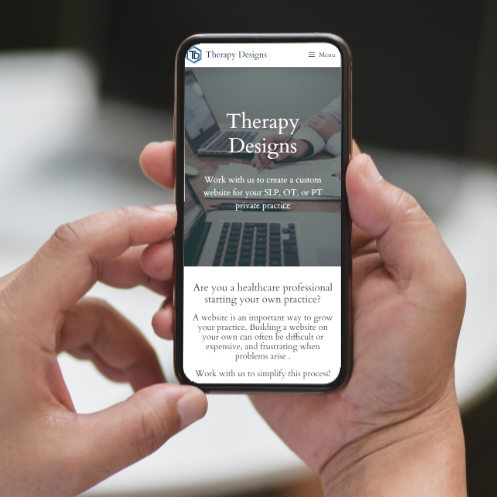 TD Therapy Designs Menu
Therapy
Designs
Work with us to create a custom
website for your SLP, OT, or PT
private practice
Are you a healthcare professional
starting your own practice?
A website is an important way to grow
your practice. Building a website on
your own can often be difficult or
expensive, and frustrating when
problems arise .
Work with us to simplify this process!